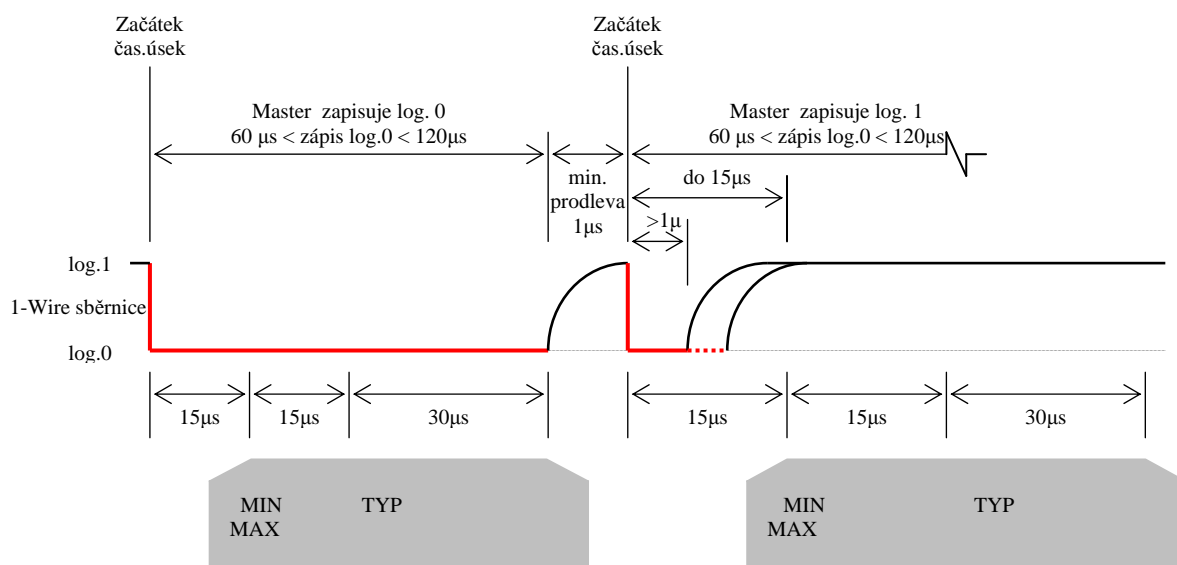 Začátek
čas.úsek
Začátek
čas.úsek
Master  zapisuje log. 0
60 μs < zápis log.0 < 120μs
Master  zapisuje log. 1
60 μs < zápis log.0 < 120μs
min.
prodleva
1μs
do 15μs
>1μ
log.1
1-Wire sběrnice
log.0
15μs
15μs
30μs
15μs
15μs
30μs
MIN TYP
MAX
MIN TYP
MAX